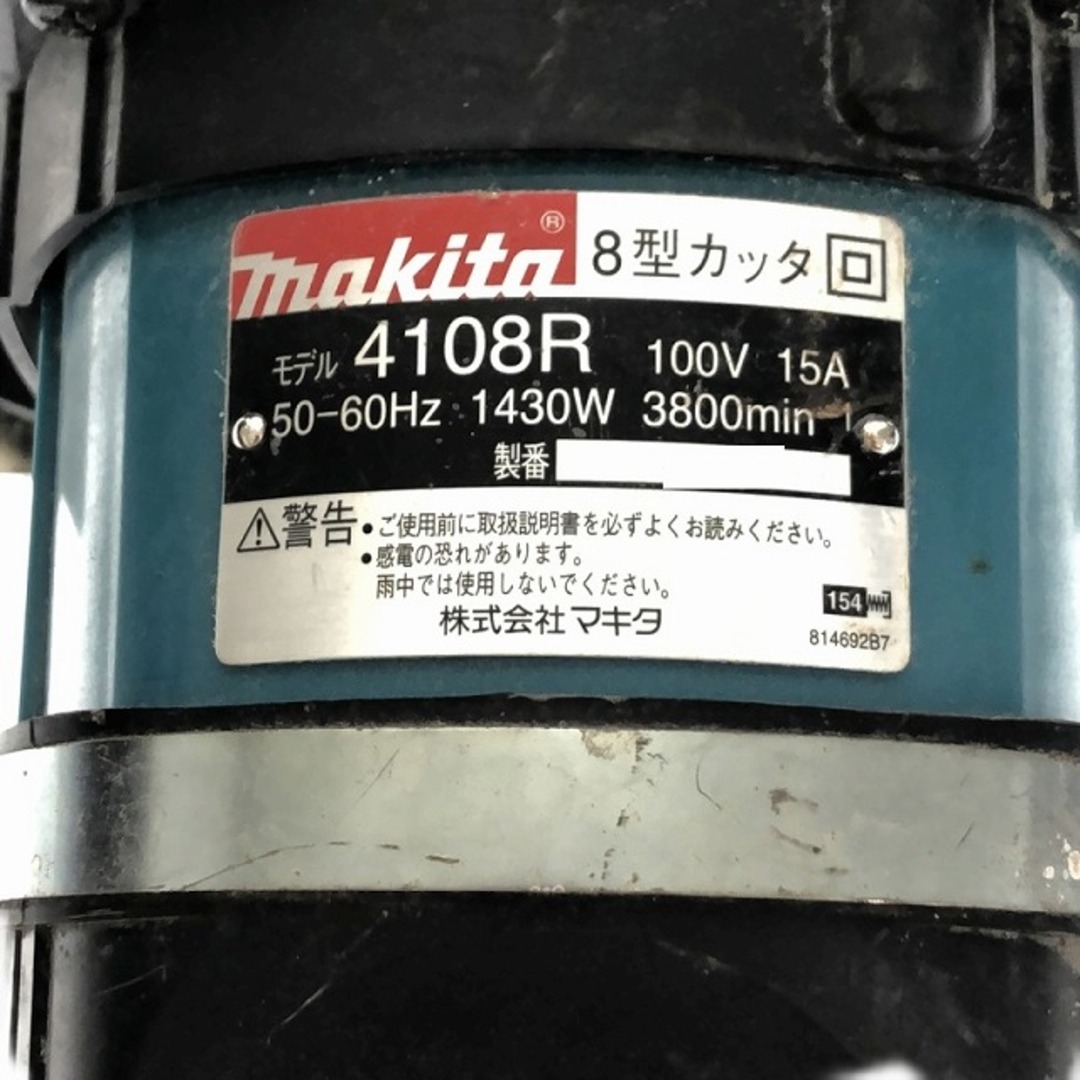 makita® 8型カッタ 回
モデル 4108R 100V 15A
50-60Hz 1430W 3800min⁻¹
製番
⚠警告 •ご使用前に取扱説明書を必ずよくお読みください。
•感電の恐れがあります。
雨中では使用しないでください。
154
株式会社マキタ
814692B7